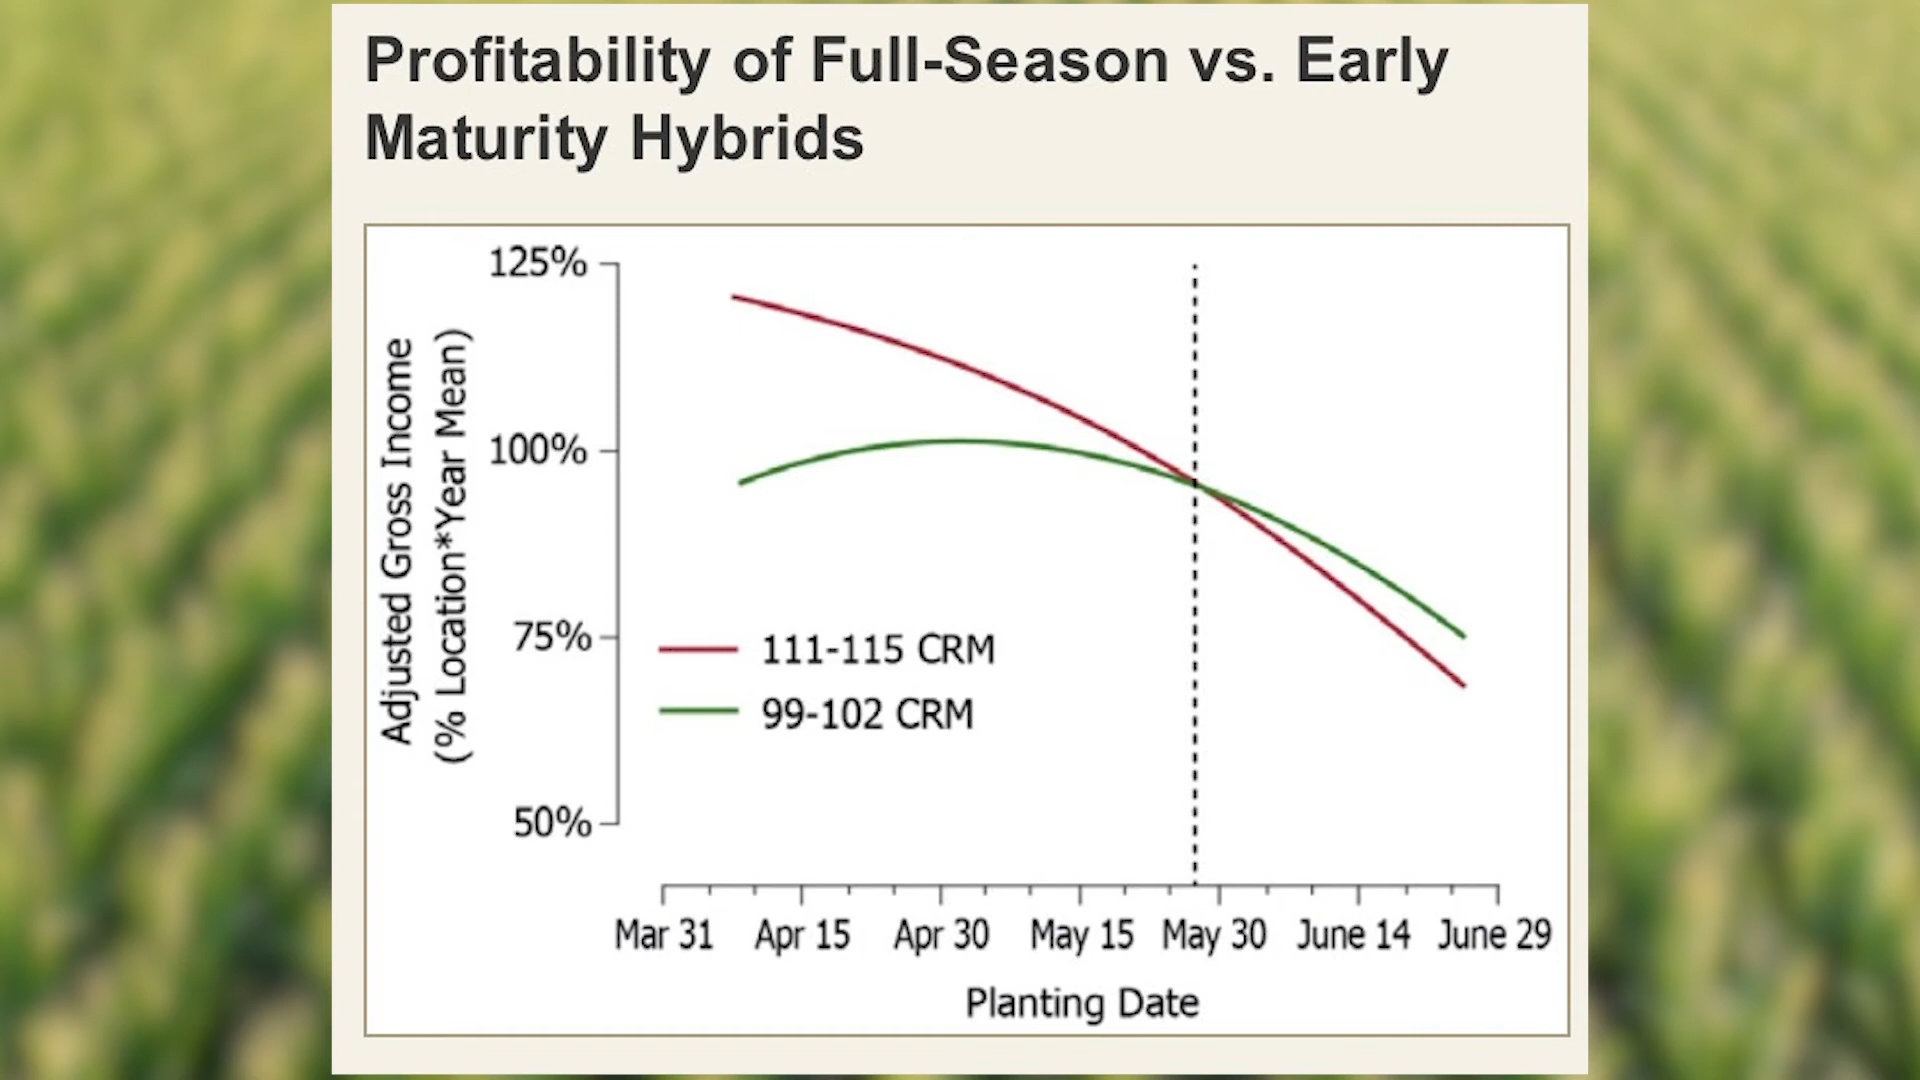 Profitability of Full-Season vs. Early
Maturity Hybrids
Adjusted Gross Income
(% Location*Year Mean)
125%
100%
75%
50%
111-115 CRM
99-102 CRM
Mar 31 Apr 15 Apr 30 May 15 May 30 June 14 June 29
Planting Date